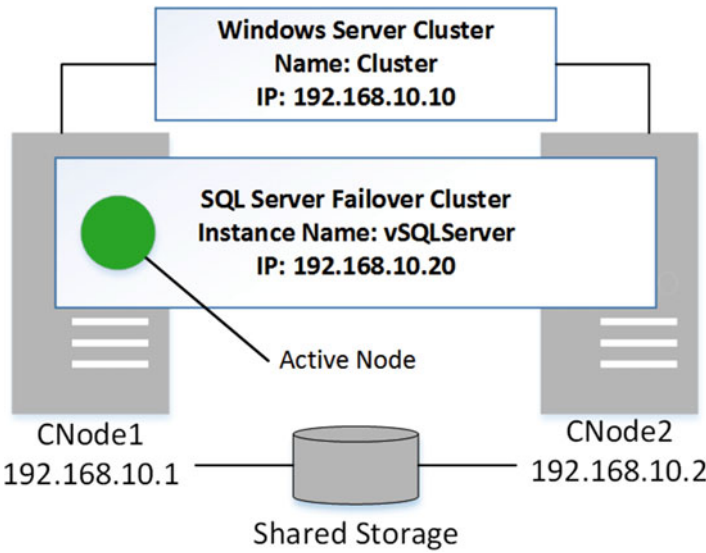 Windows Server Cluster
Name: Cluster
IP: 192.168.10.10
SQL Server Failover Cluster
Instance Name: vSQLServer
IP: 192.168.10.20
Active Node
CNode1
192.168.10.1
CNode2
192.168.10.2
Shared Storage